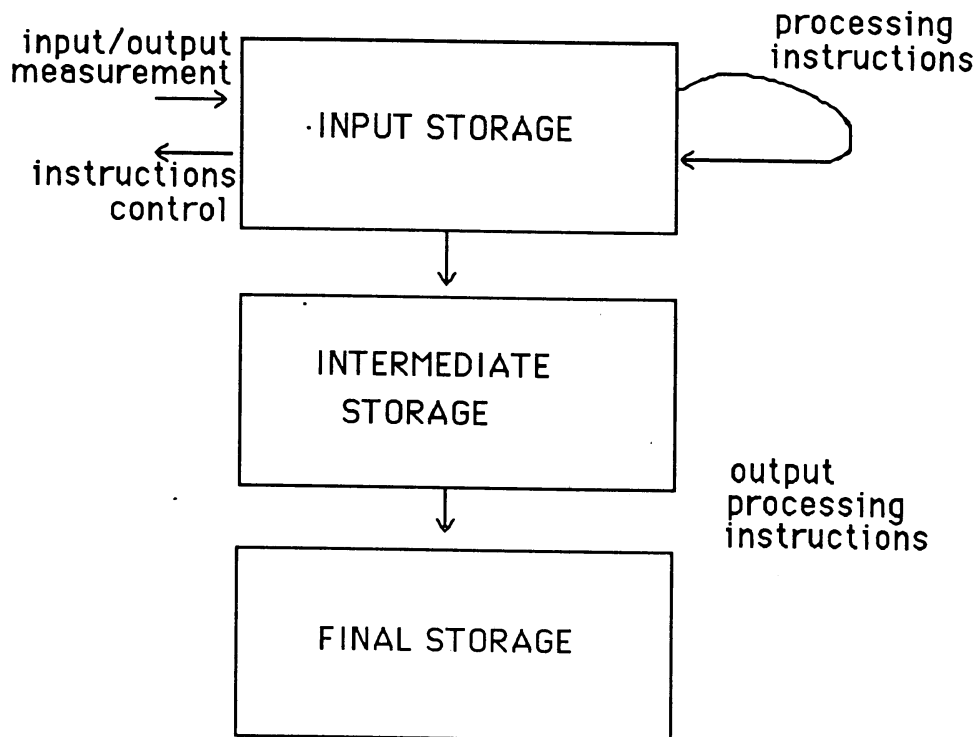 input/output
measurement
instructions
control
INPUT STORAGE
processing
instructions
INTERMEDIATE
STORAGE
output
processing
instructions
FINAL STORAGE